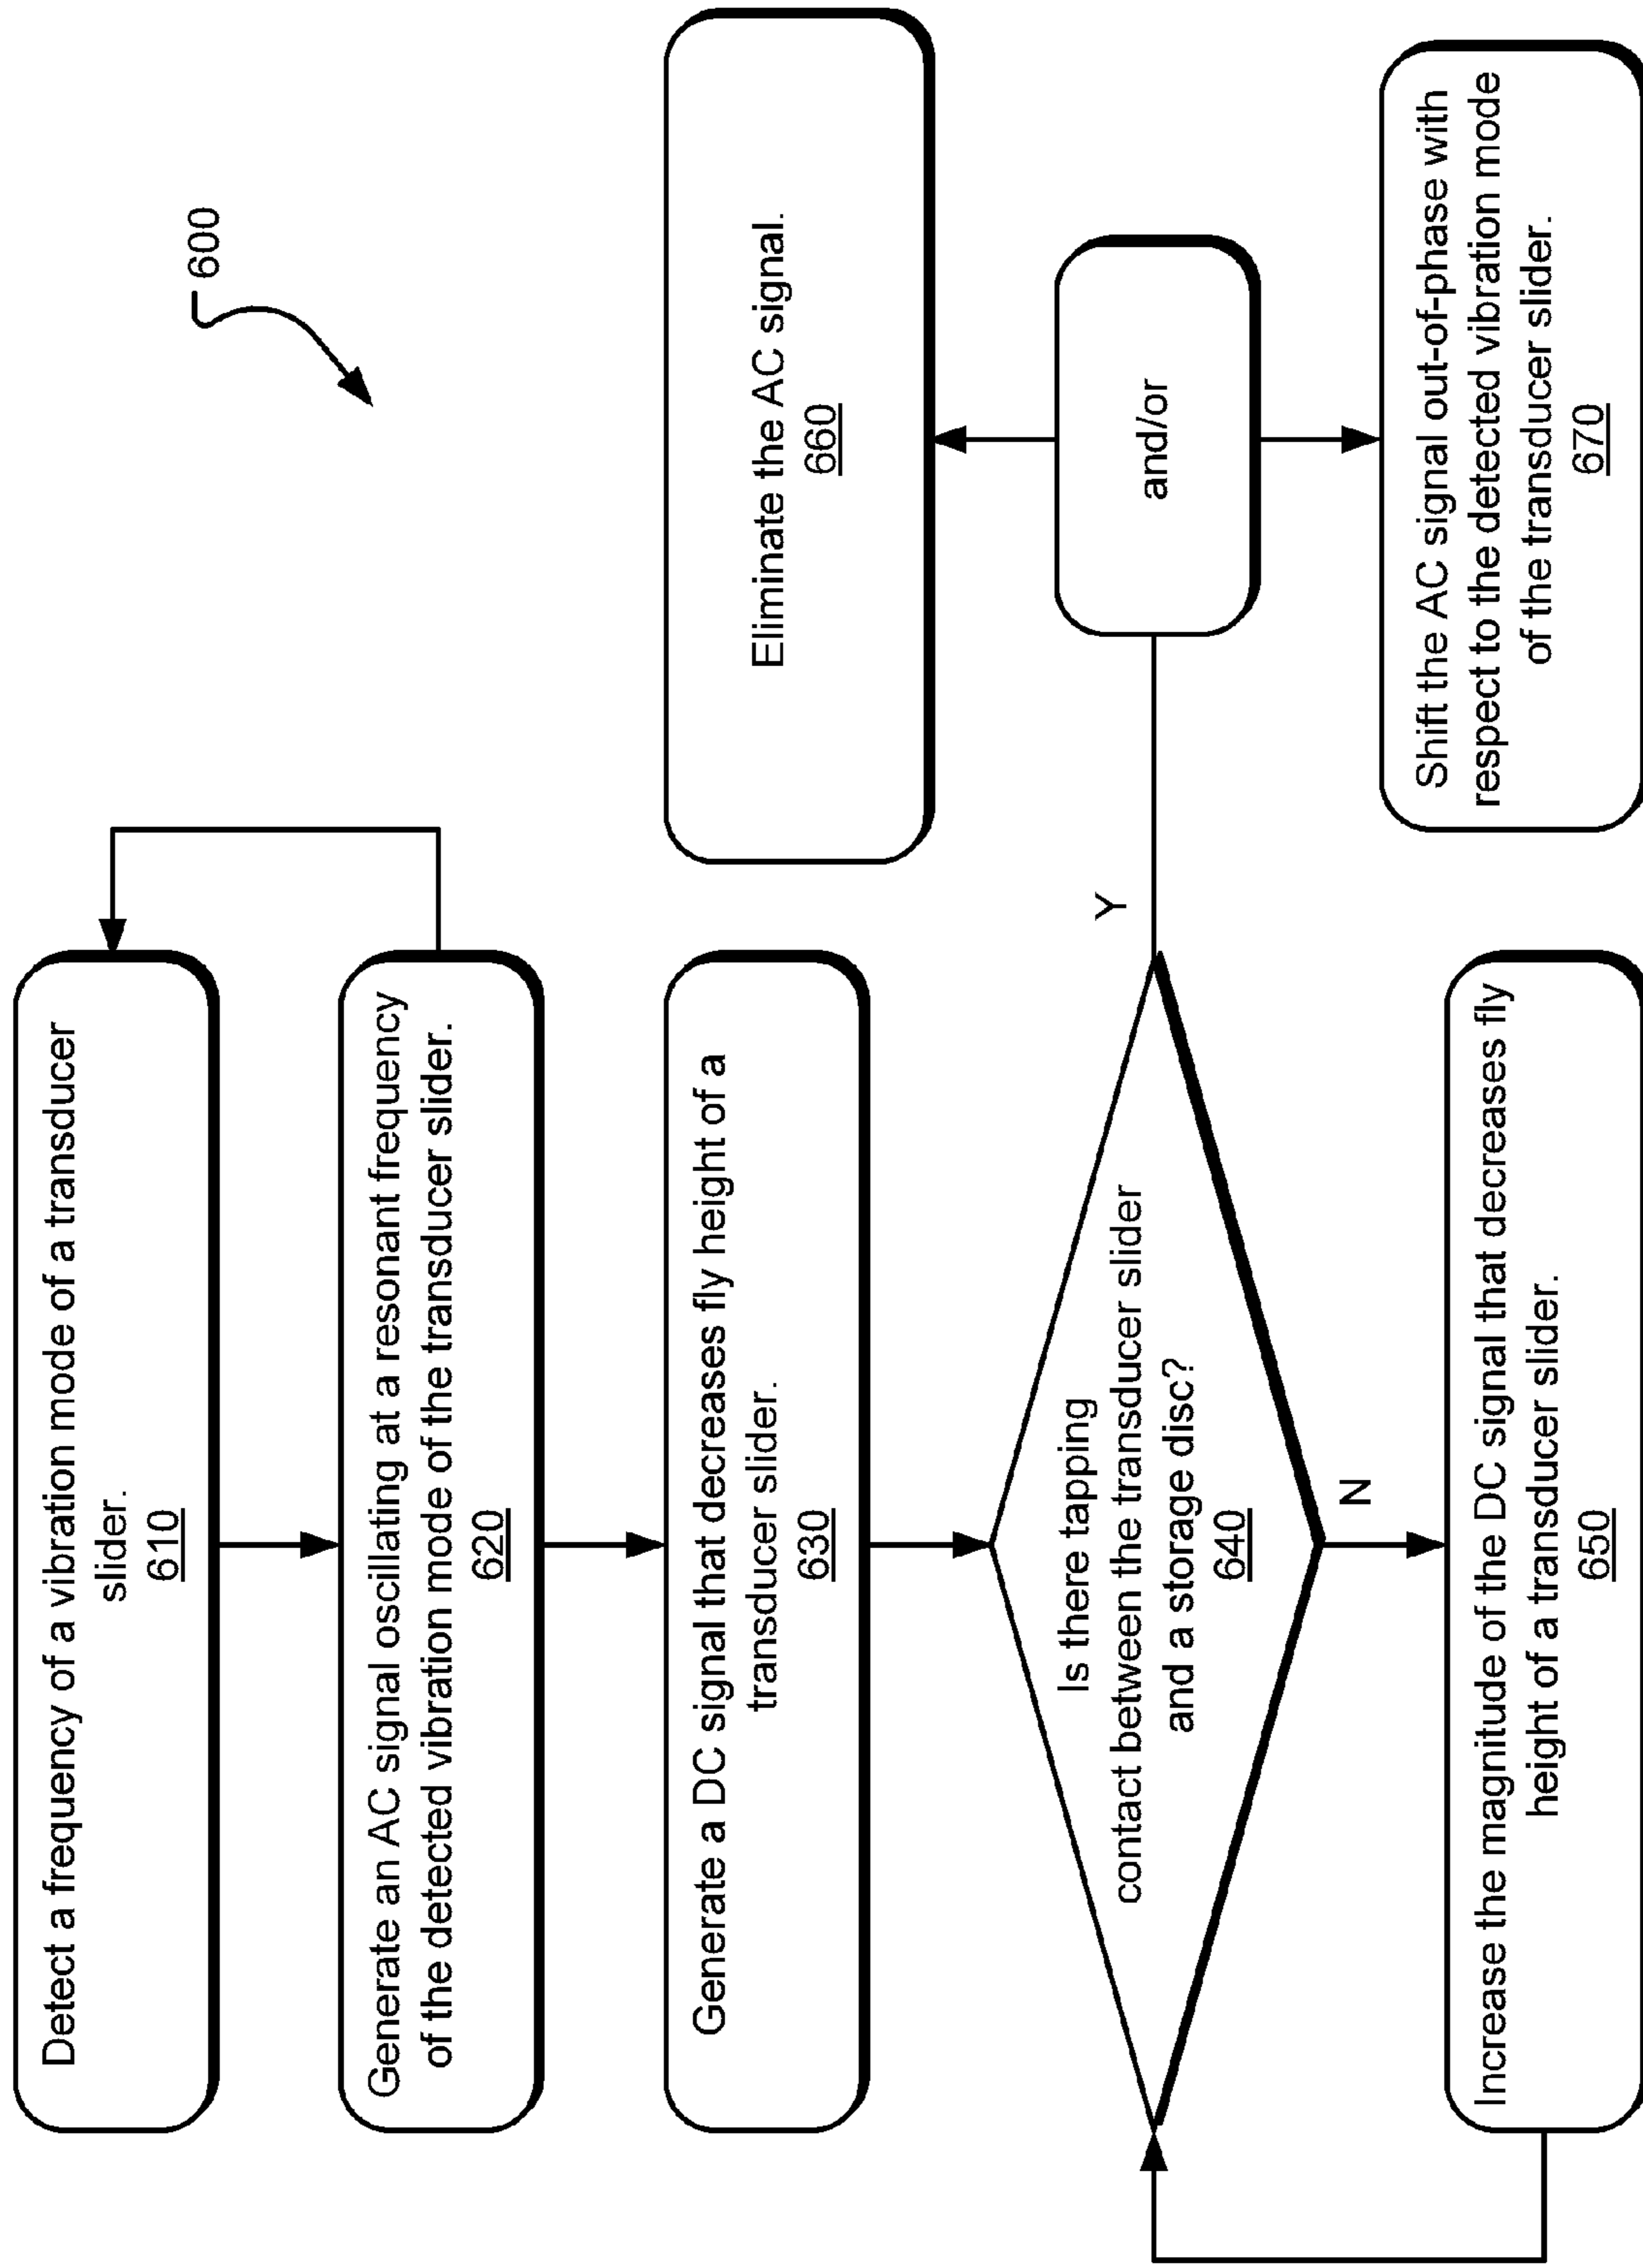 600
Detect a frequency of a vibration mode of a transducer
slider.
610
Generate an AC signal oscillating at a resonant frequency
of the detected vibration mode of the transducer slider.
620
Generate a DC signal that decreases fly height of a
transducer slider.
630
Is there tapping
contact between the transducer slider
and a storage disc?
640
N
Increase the magnitude of the DC signal that decreases fly
height of a transducer slider.
650
Y
and/or
Eliminate the AC signal.
660
Shift the AC signal out-of-phase with
respect to the detected vibration mode
of the transducer slider.
670